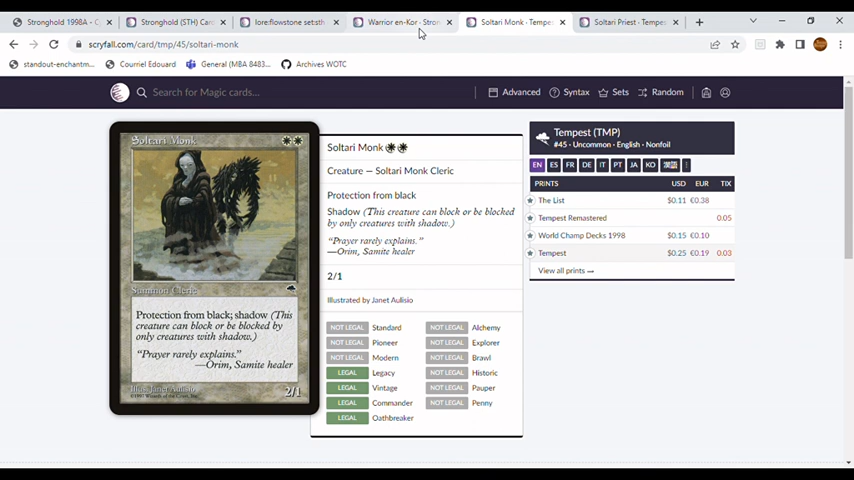 Stronghold 1998A - C
Stronghold (STH) Car
lore:flowstone set:sth
Warrior en-Kor · Stron
Soltari Monk · Tempe
Soltari Priest · Tempes
scryfall.com/card/tmp/45/soltari-monk
standout-enchantm...
Courriel Edouard
General (MBA 8483...
Archives WOTC
Search for Magic cards...
Advanced
Syntax
Sets
Random
Soltari Monk
Summon Cleric
Protection from black; shadow (This
creature can block or be blocked by
only creatures with shadow.)
"Prayer rarely explains."
—Orim, Samite healer
Illus. Janet Aulisio
2/1
Soltari Monk
Creature — Soltari Monk Cleric
Protection from black
Shadow (This creature can block or be blocked
by only creatures with shadow.)
"Prayer rarely explains."
—Orim, Samite healer
2/1
Illustrated by Janet Aulisio
NOT LEGAL Standard NOT LEGAL Alchemy
NOT LEGAL Pioneer NOT LEGAL Explorer
NOT LEGAL Modern NOT LEGAL Brawl
LEGAL Legacy NOT LEGAL Historic
LEGAL Vintage NOT LEGAL Pauper
LEGAL Commander NOT LEGAL Penny
LEGAL Oathbreaker
Tempest (TMP)
#45 · Uncommon · English · Nonfoil
EN ES FR DE IT PT JA KO 漢語
PRINTS USD EUR TIX
The List $0.11 €0.38
Tempest Remastered 0.05
World Champ Decks 1998 $0.15 €0.10
Tempest $0.25 €0.19 0.03
View all prints →